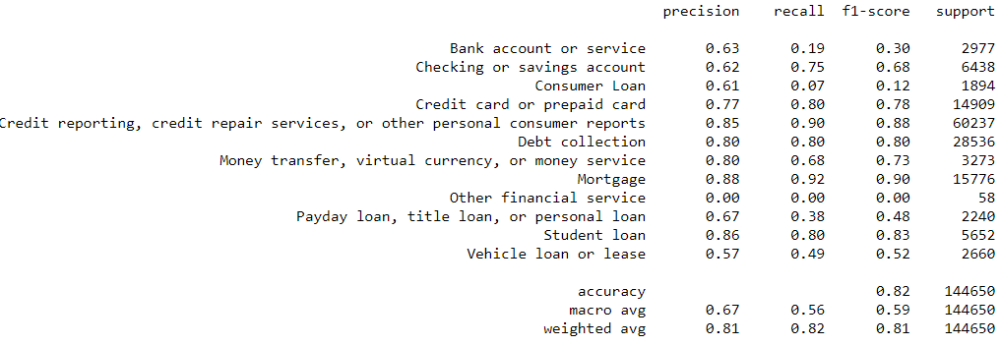 precision recall f1-score support
Bank account or service 0.63 0.19 0.30 2977
Checking or savings account 0.62 0.75 0.68 6438
Consumer Loan 0.61 0.07 0.12 1894
Credit card or prepaid card 0.77 0.80 0.78 14909
Credit reporting, credit repair services, or other personal consumer reports 0.85 0.90 0.88 60237
Debt collection 0.80 0.80 0.80 28536
Money transfer, virtual currency, or money service 0.80 0.68 0.73 3273
Mortgage 0.88 0.92 0.90 15776
Other financial service 0.00 0.00 0.00 58
Payday loan, title loan, or personal loan 0.67 0.38 0.48 2240
Student loan 0.86 0.80 0.83 5652
Vehicle loan or lease 0.57 0.49 0.52 2660
accuracy 0.82 144650
macro avg 0.67 0.56 0.59 144650
weighted avg 0.81 0.82 0.81 144650